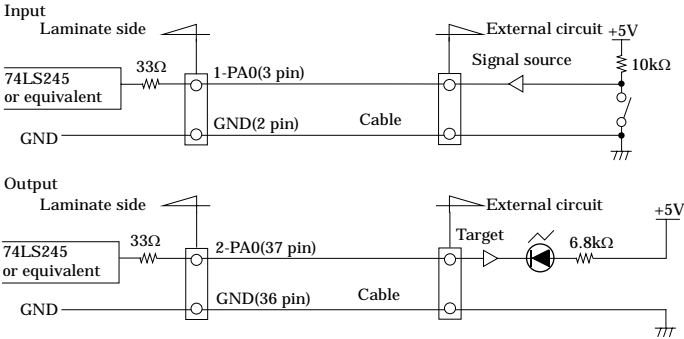 Input
Laminate side
External circuit
+5V
33Ω
1-PA0(3 pin)
Signal source
10kΩ
74LS245
or equivalent
GND(2 pin)
Cable
GND
Output
Laminate side
External circuit
+5V
33Ω
2-PA0(37 pin)
Target
6.8kΩ
74LS245
or equivalent
GND(36 pin)
Cable
GND